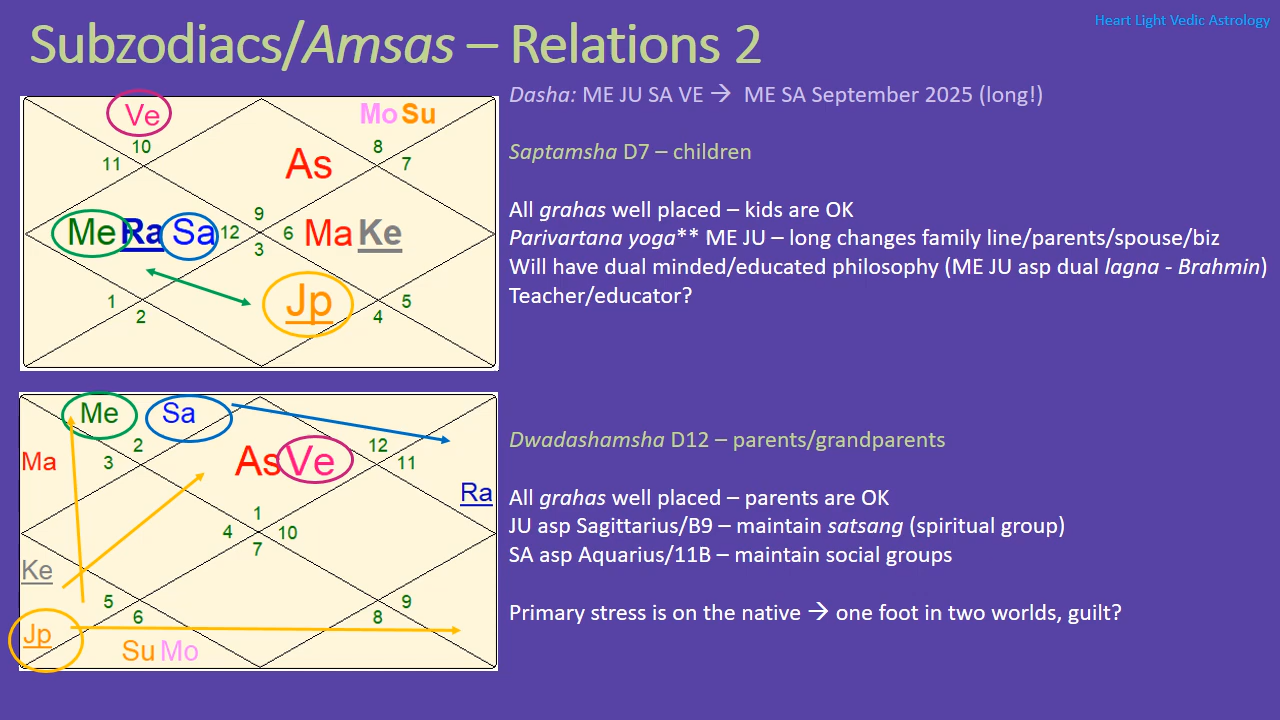 Heart Light Vedic Astrology
Subzodiacs/Amsas – Relations 2
Dasha: ME JU SA VE → ME SA September 2025 (long!)
Saptamsha D7 – children
All grahas well placed – kids are OK
Parivartana yoga** ME JU – long changes family line/parents/spouse/biz
Will have dual minded/educated philosophy (ME JU asp dual lagna - Brahmin)
Teacher/educator?
Ve
Mo Su
10
8
11
7
As
9
Me Ra Sa 12
6 Ma Ke
3
Jp
1
5
2
4
Dwadashamsha D12 – parents/grandparents
All grahas well placed – parents are OK
JU asp Sagittarius/B9 – maintain satsang (spiritual group)
SA asp Aquarius/11B – maintain social groups
Primary stress is on the native → one foot in two worlds, guilt?
Me Sa
2
12
Ma
3
As Ve
11
Ra
1
4
10
7
Ke
5
9
6
8
Jp
Su Mo